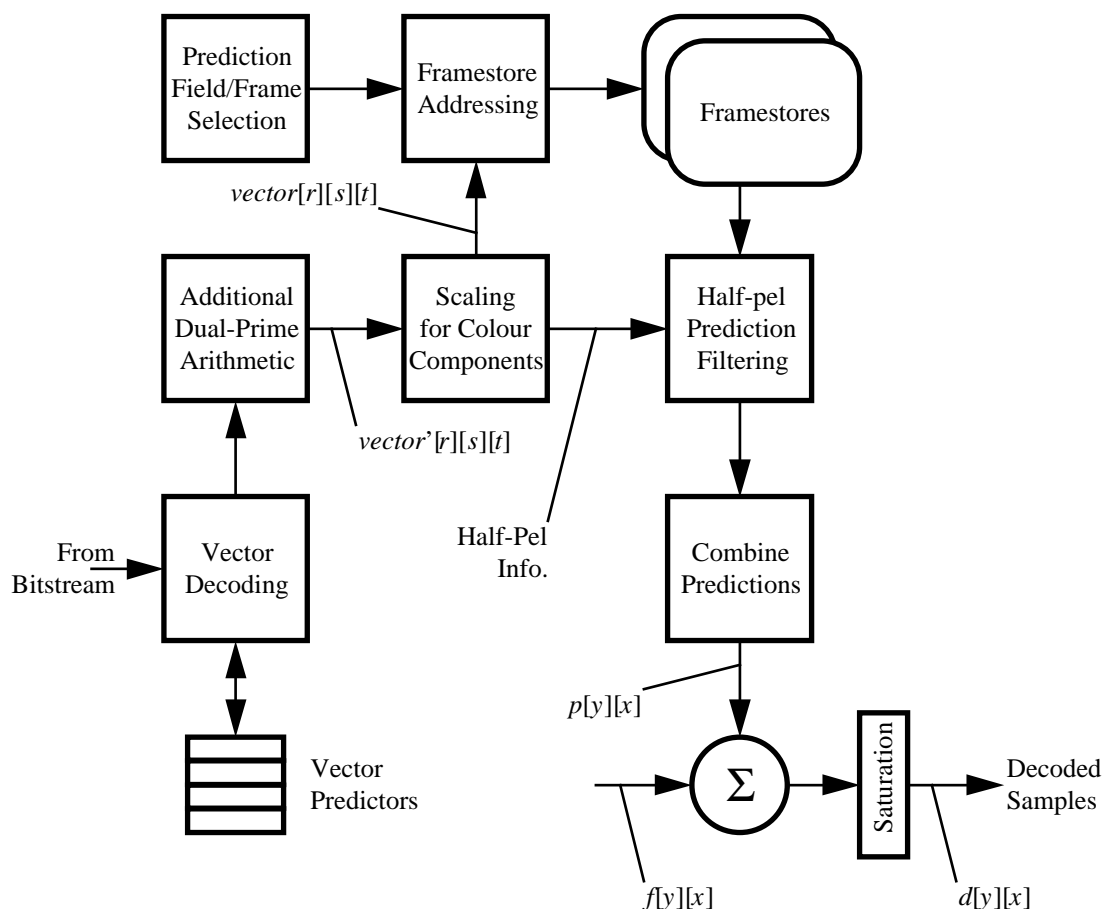 Prediction
Field/Frame
Selection
Framestore
Addressing
Framestores
vector[r][s][t]
Additional
Dual-Prime
Arithmetic
Scaling
for Colour
Components
Half-pel
Prediction
Filtering
vector’[r][s][t]
From
Bitstream
Vector
Decoding
Half-Pel
Info.
Combine
Predictions
p[y][x]
Vector
Predictors
Σ
Saturation
Decoded
Samples
f[y][x]
d[y][x]